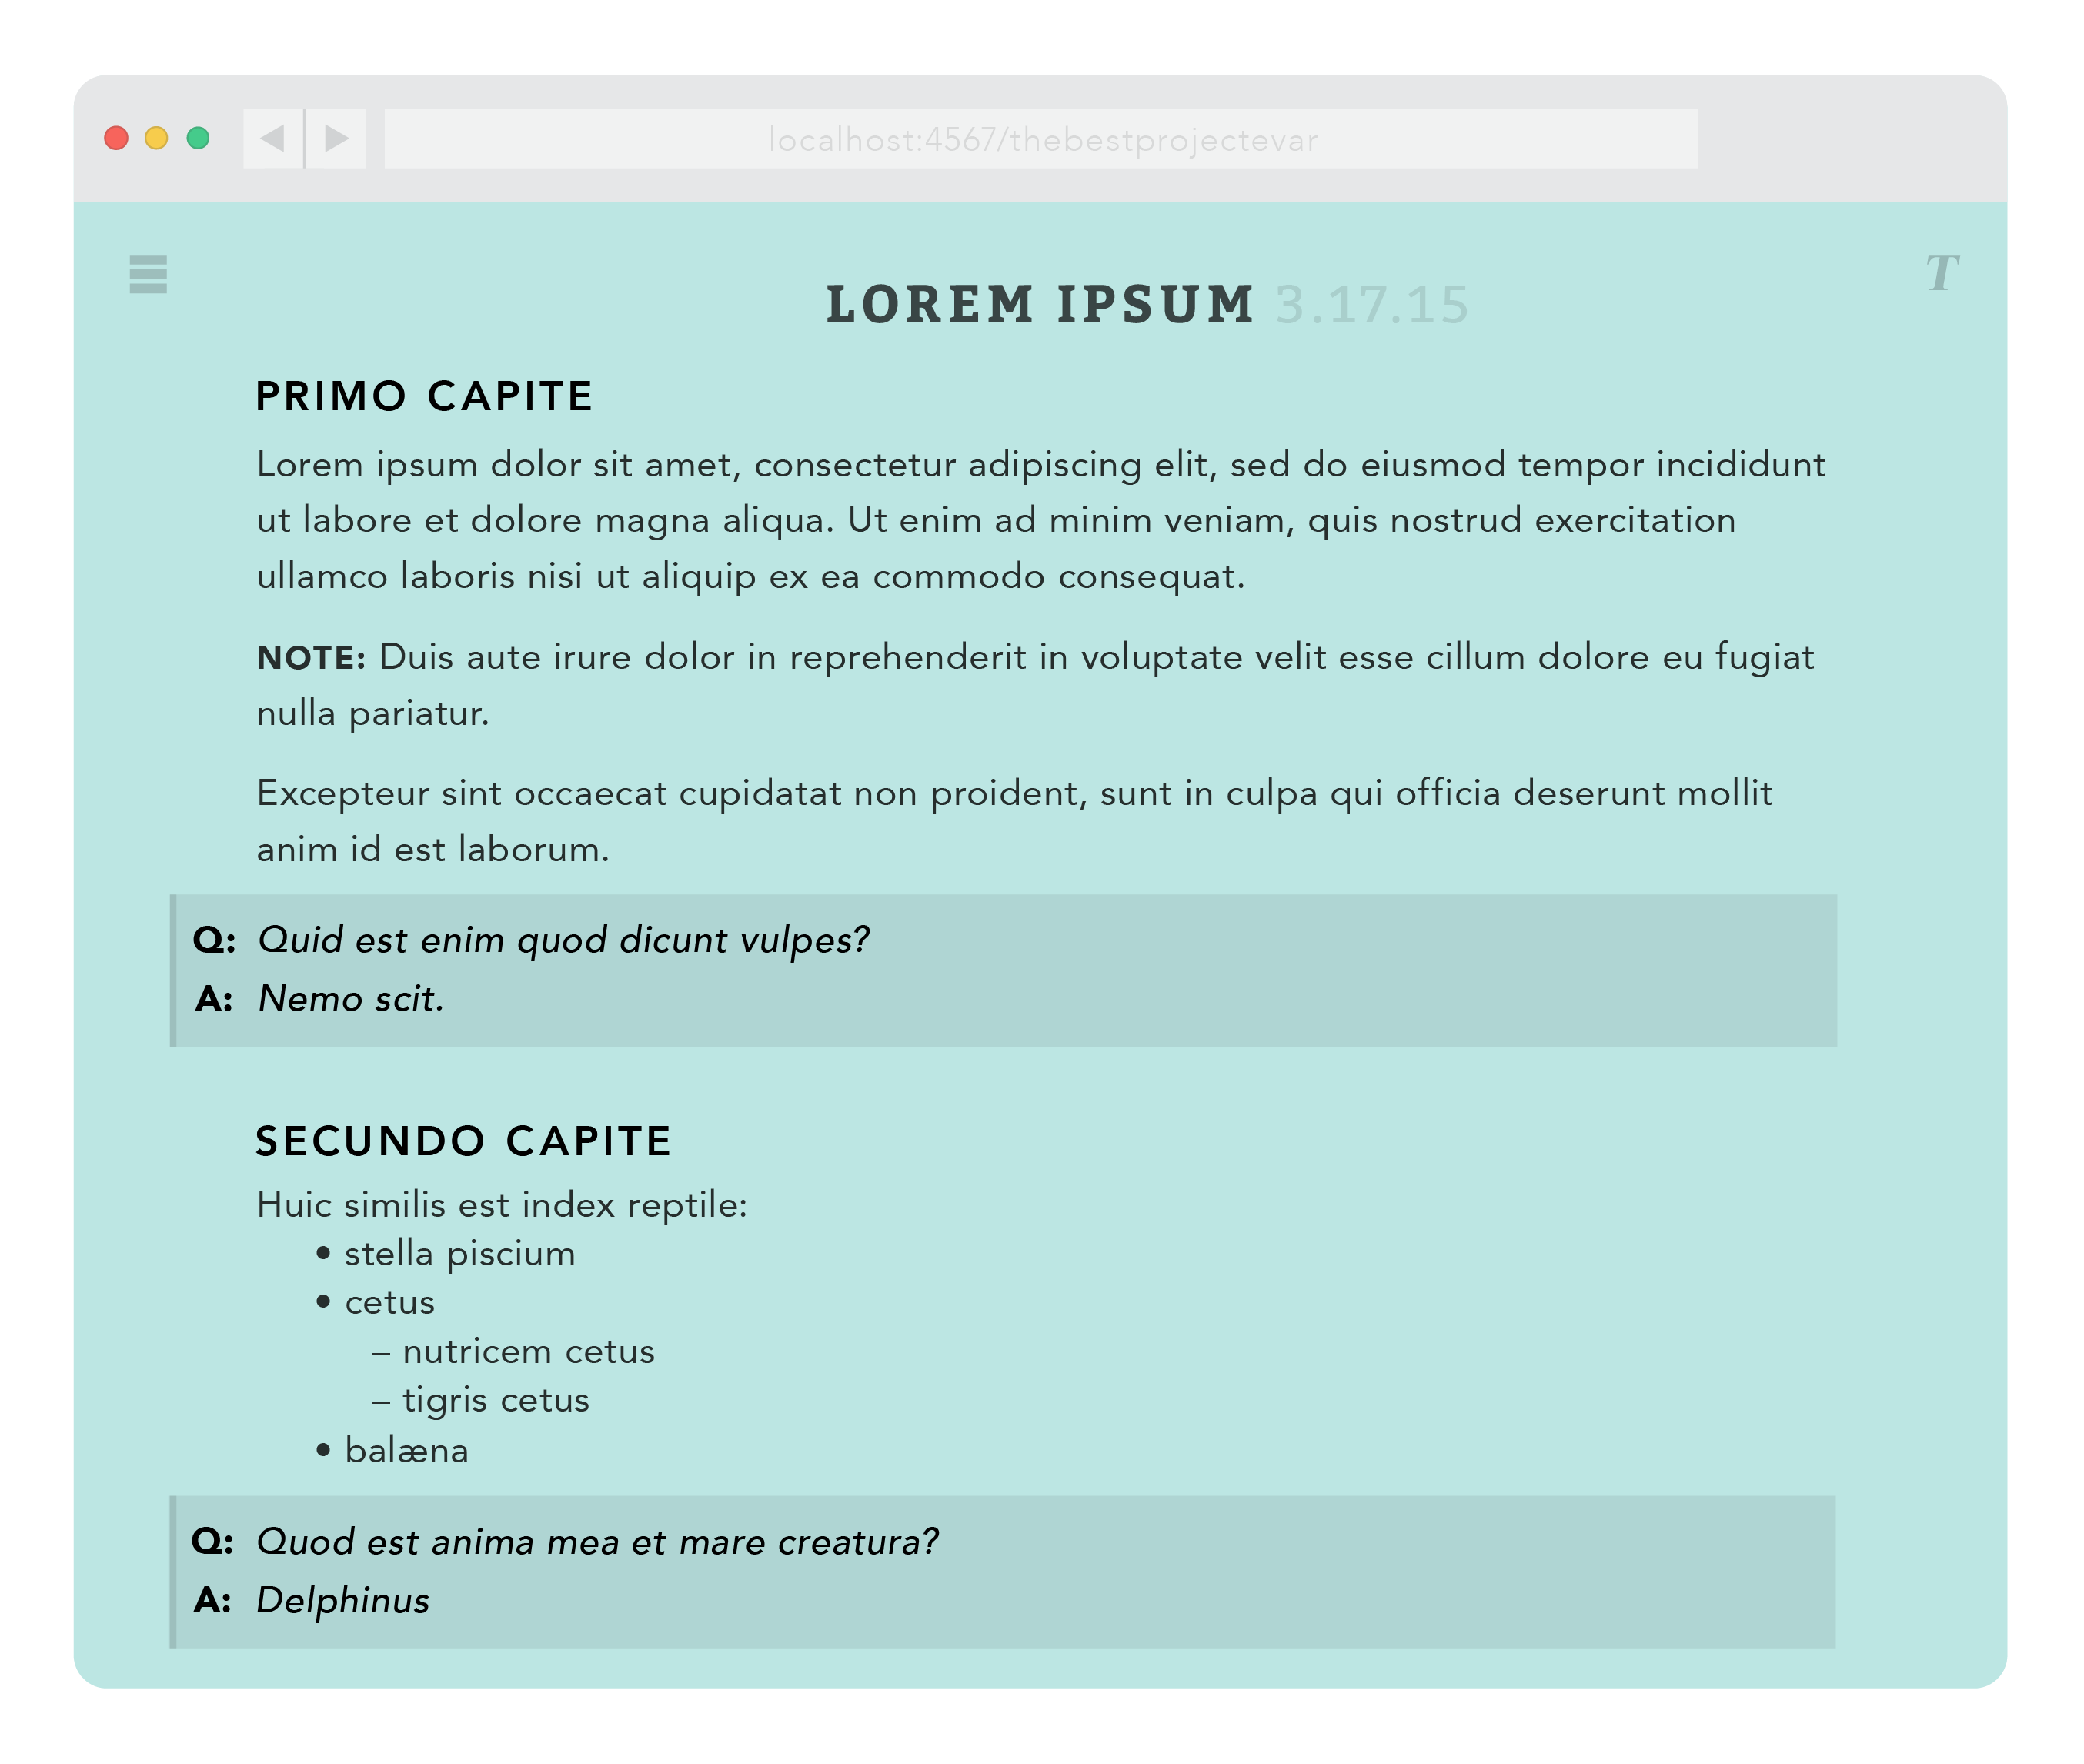 localhost:4567/thebestprojectevar
T
LOREM IPSUM 3.17.15
PRIMO CAPITE
Lorem ipsum dolor sit amet, consectetur adipiscing elit, sed do eiusmod tempor incididunt
ut labore et dolore magna aliqua. Ut enim ad minim veniam, quis nostrud exercitation
ullamco laboris nisi ut aliquip ex ea commodo consequat.
NOTE: Duis aute irure dolor in reprehenderit in voluptate velit esse cillum dolore eu fugiat
nulla pariatur.
Excepteur sint occaecat cupidatat non proident, sunt in culpa qui officia deserunt mollit
anim id est laborum.
Q: Quid est enim quod dicunt vulpes?
A: Nemo scit.
SECUNDO CAPITE
Huic similis est index reptile:
• stella piscium
• cetus
– nutricem cetus
– tigris cetus
• balæna
Q: Quod est anima mea et mare creatura?
A: Delphinus